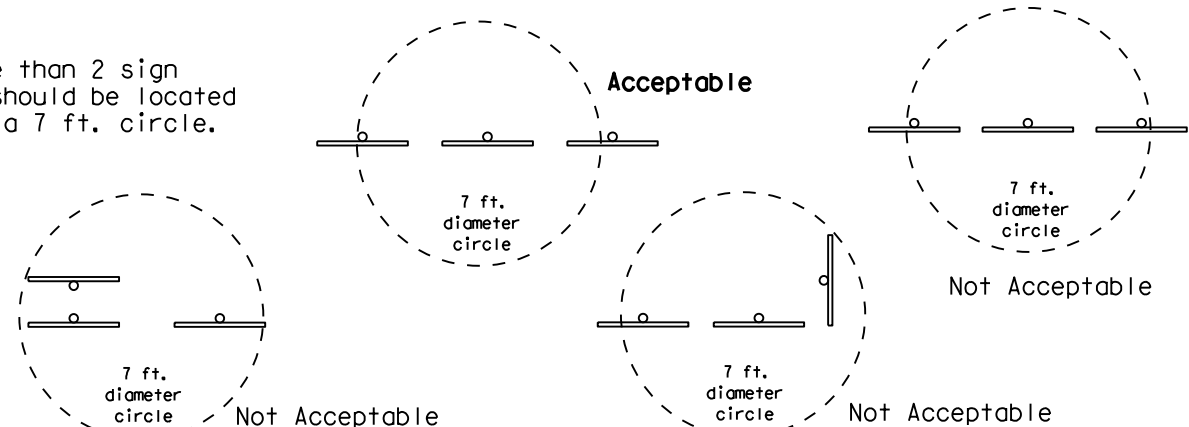 than 2 sign
should be located
a 7 ft. circle.
Acceptable
7 ft.
diameter
circle
7 ft.
diameter
circle
Not Acceptable
7 ft.
diameter
circle
Not Acceptable
7 ft.
diameter
circle
Not Acceptable